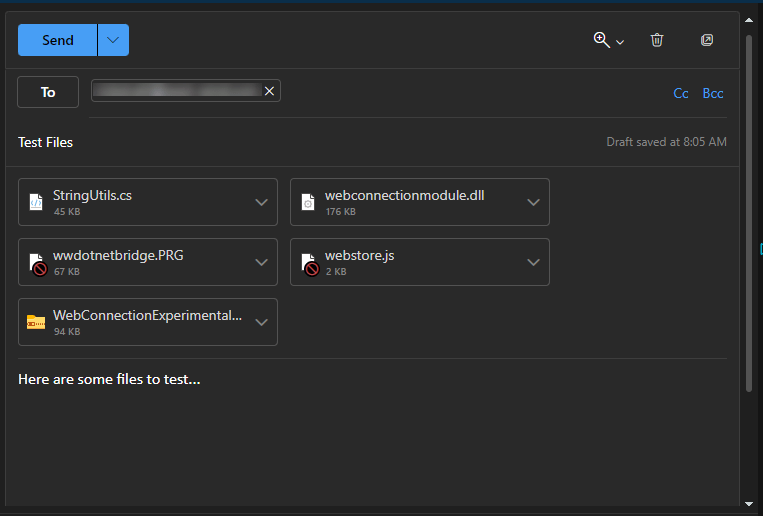 Send
To
Cc Bcc
Test Files Draft saved at 8:05 AM
StringUtils.cs
45 KB
webconnectionmodule.dll
176 KB
wwdotnetbridge.PRG
67 KB
webstore.js
2 KB
WebConnectionExperimental...
94 KB
Here are some files to test...